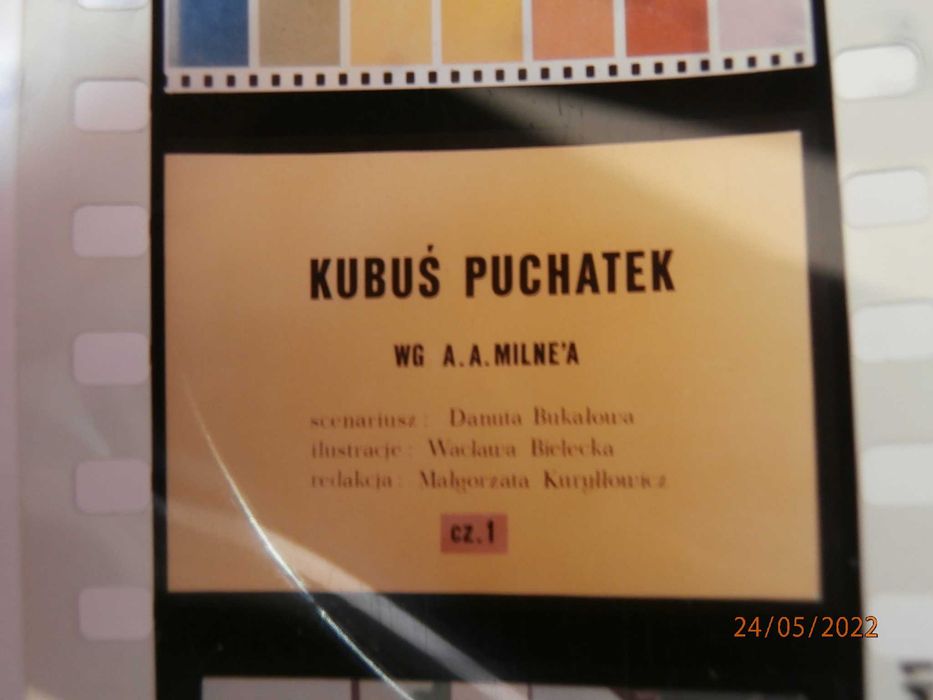 KUBUŚ PUCHATEK
WG A.A.MILNE'A
scenariusz: Danuta Bukałowa
ilustracje: Wacława Bielecka
redakcja: Małgorzata Kuryłłowicz
cz.1
24/05/2022